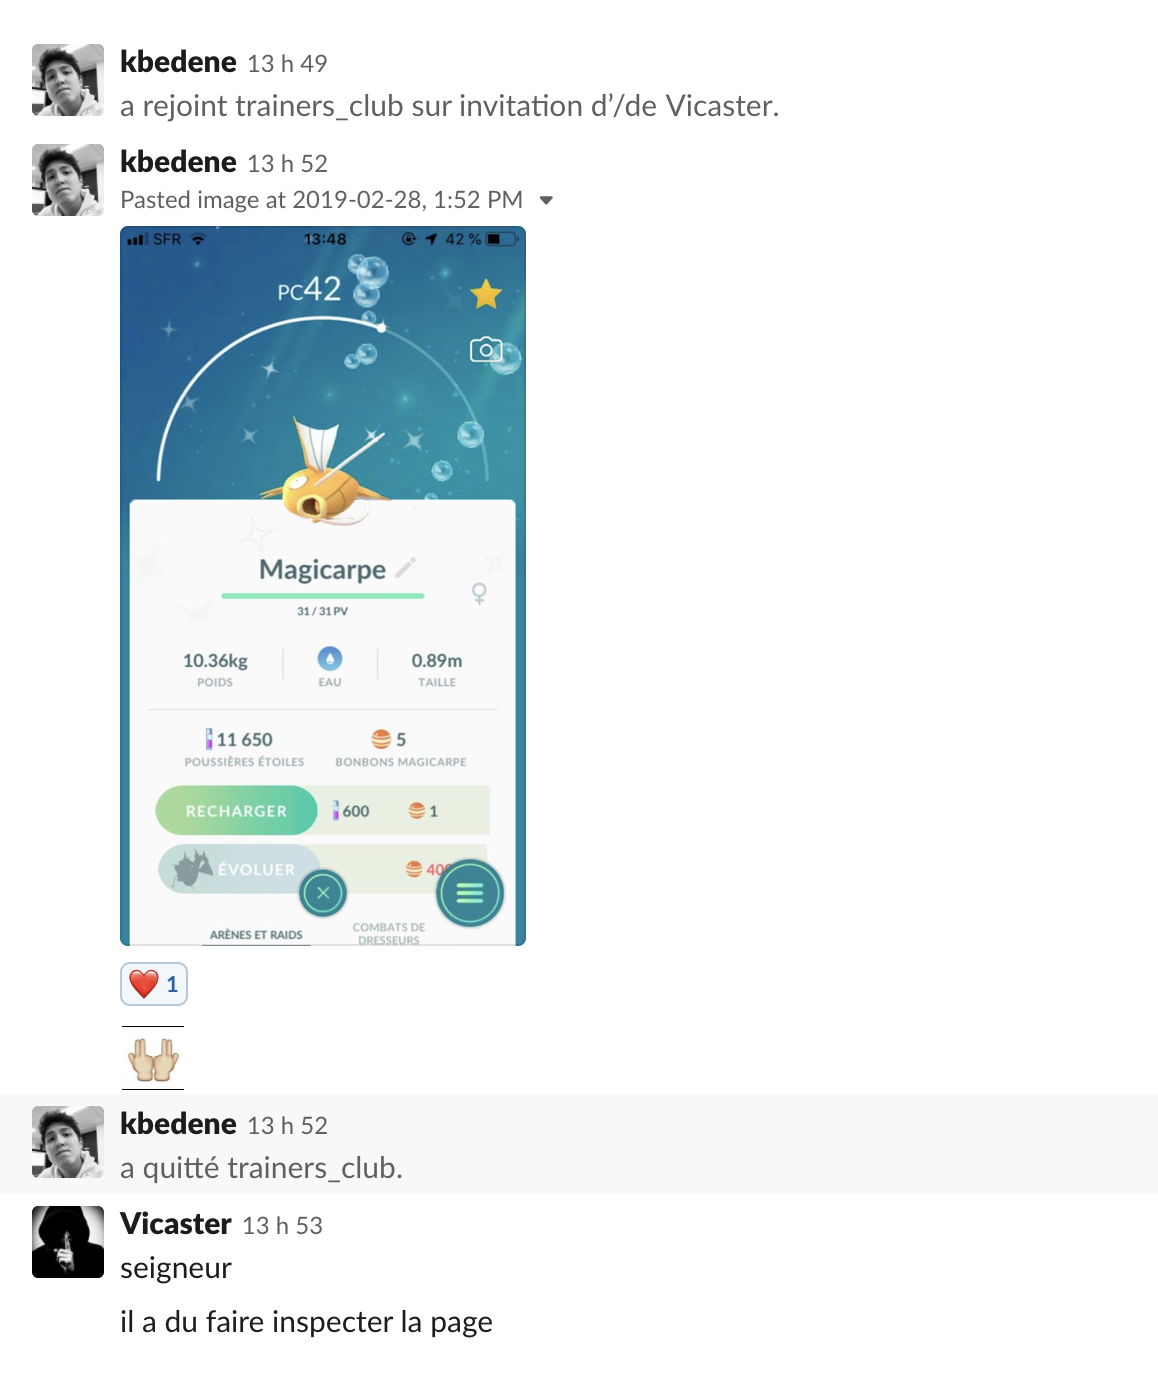 kbedene 13 h 49
a rejoint trainers_club sur invitation d’/de Vicaster.
kbedene 13 h 52
Pasted image at 2019-02-28, 1:52 PM
SFR 13:48 42 %
PC42
Magicarpe
31 / 31 PV
10.36kg 0.89m
POIDS EAU TAILLE
11 650 5
POUSSIÈRES ÉTOILES BONBONS MAGICARPE
RECHARGER 600 1
ÉVOLUER 400
ARÈNES ET RAIDS COMBATS DE
DRESSEURS
1
kbedene 13 h 52
a quitté trainers_club.
Vicaster 13 h 53
seigneur
il a du faire inspecter la page